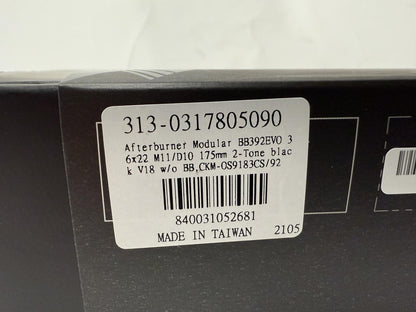 313-0317805090
Afterburner Modular BB392EVO 3
6x22 M11/D10 175mm 2-Tone blac
k V18 w/o BB,CKM-OS9183CS/92
840031052681
MADE IN TAIWAN 2105